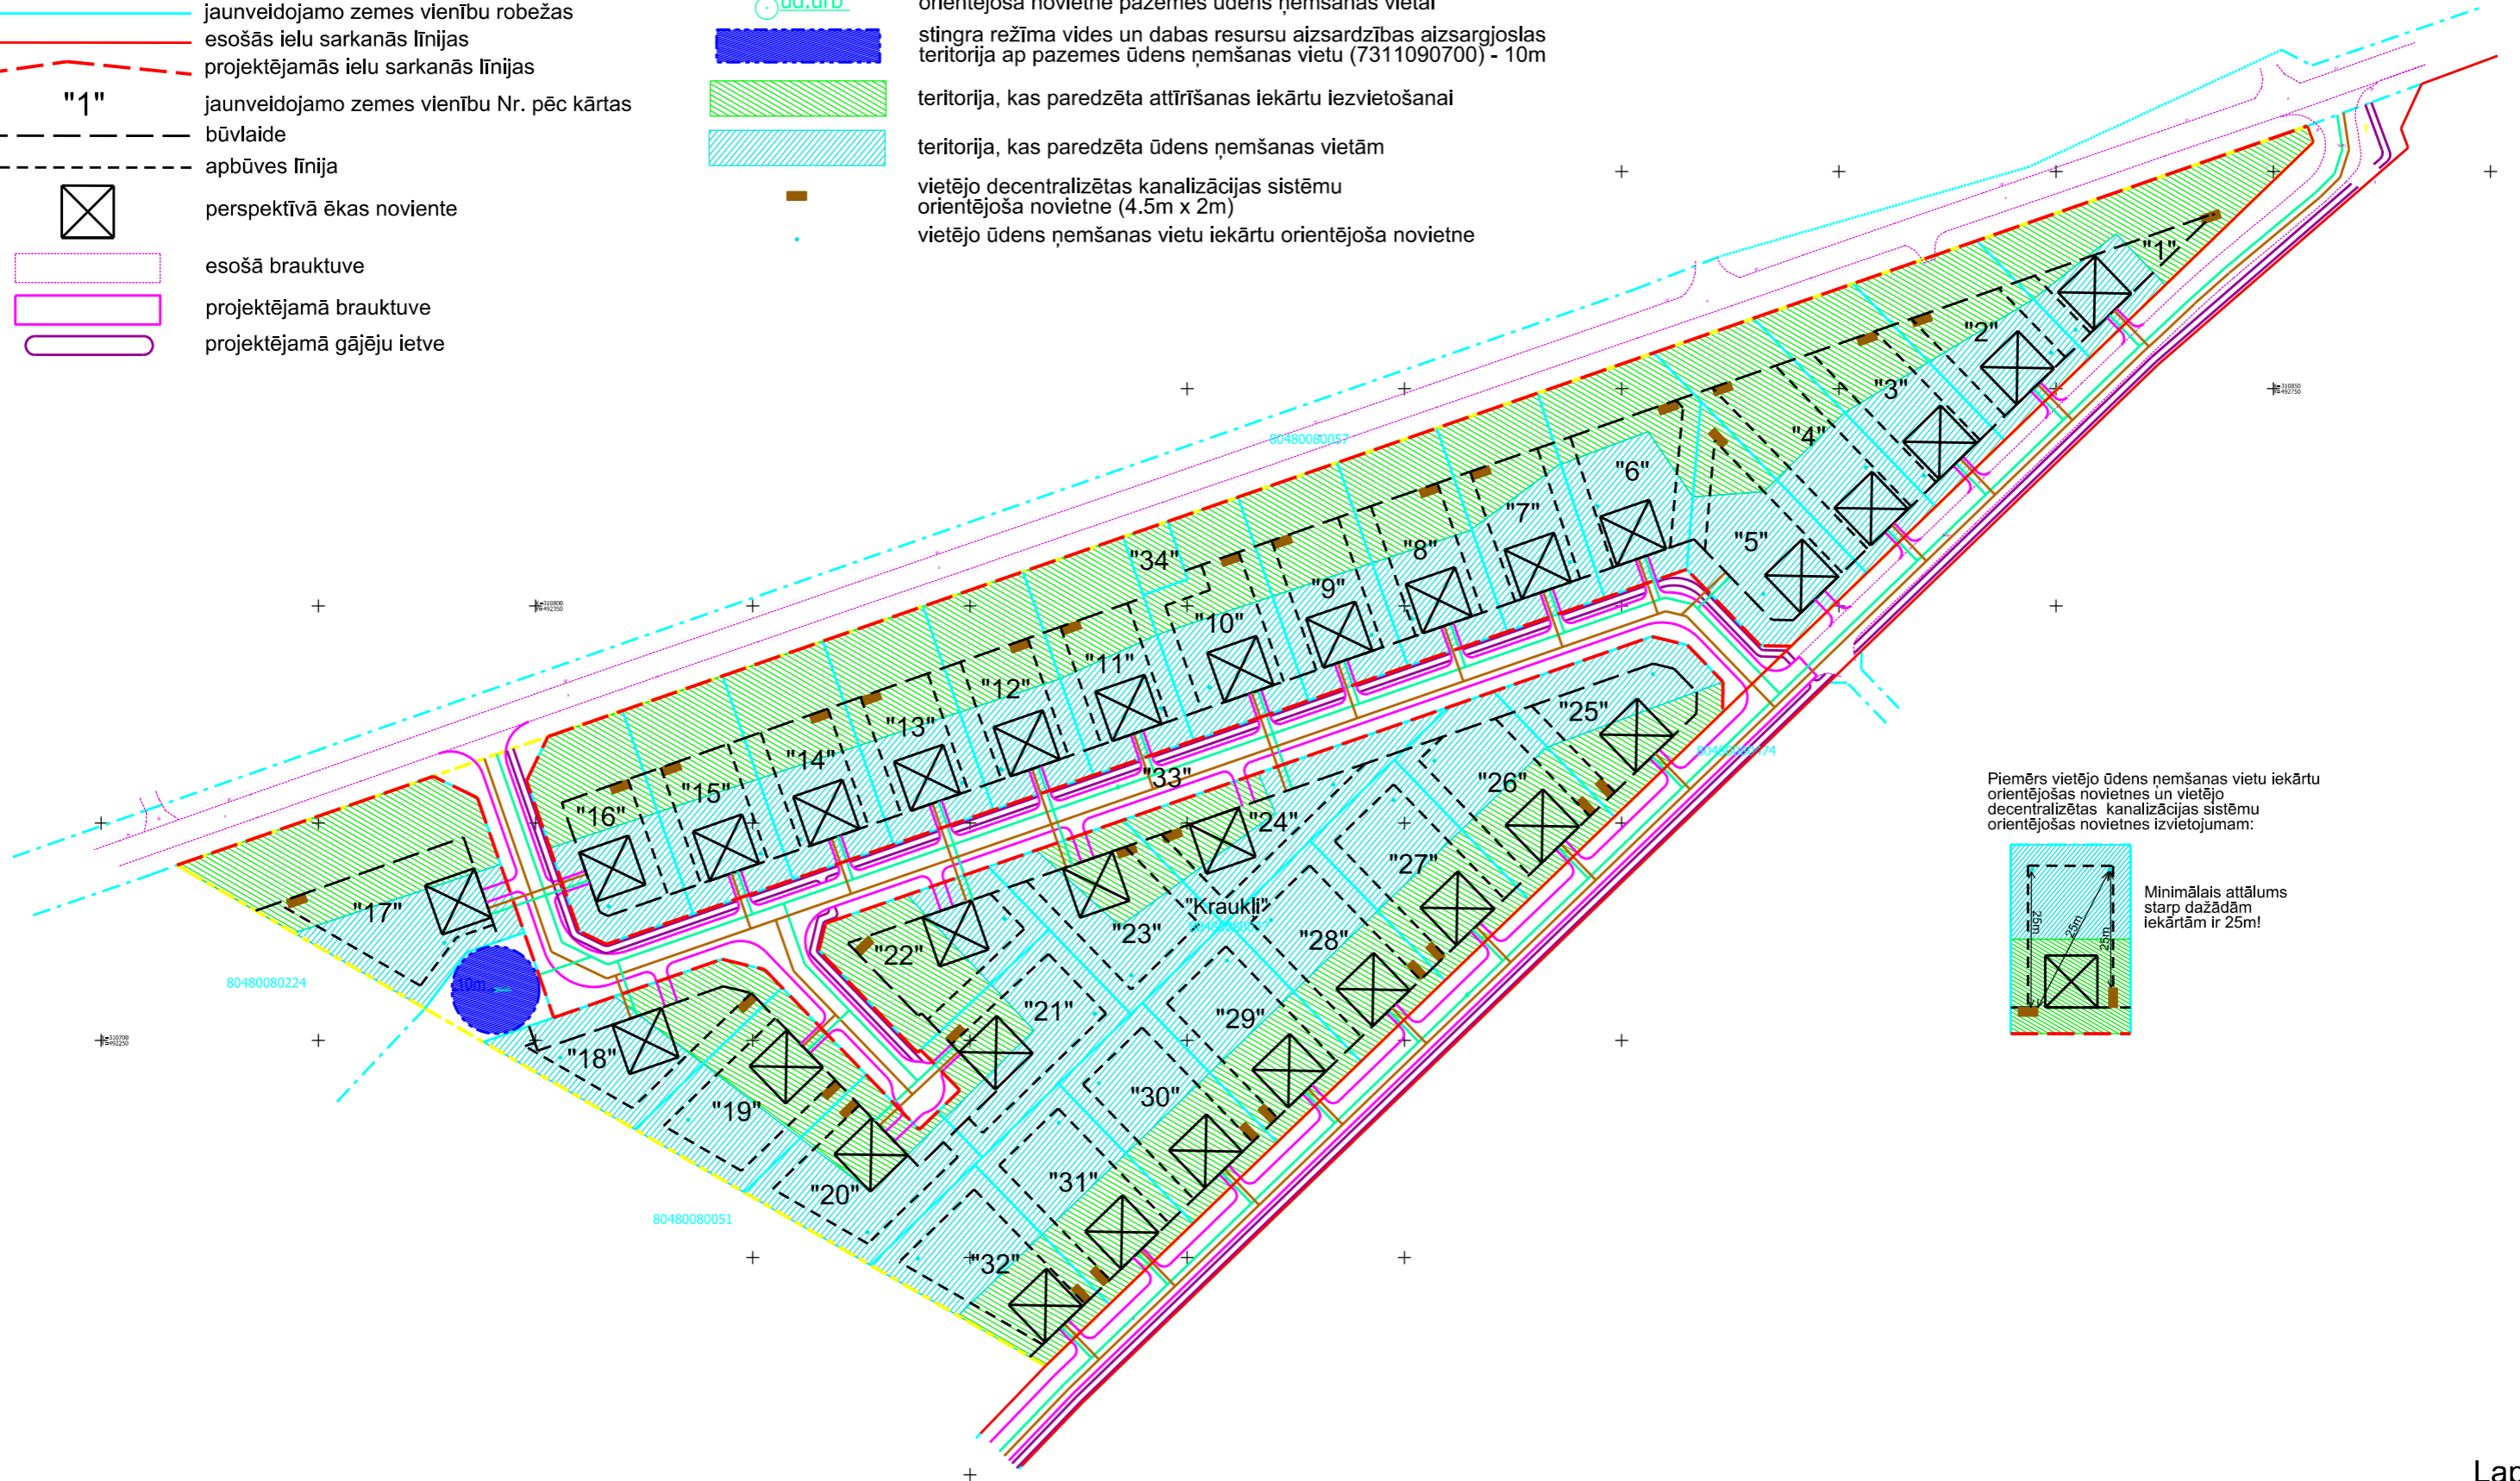 jaunveidojamo zemes vienību robežas
esošās ielu sarkanās līnijas
projektējamās ielu sarkanās līnijas
"1"
jaunveidojamo zemes vienību Nr. pēc kārtas
būvlaide
apbūves līnija
perspektīvā ēkas noviente
esošā brauktuve
projektējamā brauktuve
projektējamā gājēju ietve
ūd,urb
orientējoša novietne pazemes ūdens ņemšanas vietai
stingra režīma vides un dabas resursu aizsardzības aizsargjoslas
teritorija ap pazemes ūdens ņemšanas vietu (7311090700) - 10m
teritorija, kas paredzēta attīrīšanas iekārtu iezvietošanai
teritorija, kas paredzēta ūdens ņemšanas vietām
vietējo decentralizētas kanalizācijas sistēmu
orientējoša novietne (4.5m x 2m)
vietējo ūdens ņemšanas vietu iekārtu orientējoša novietne
"1"
"2"
"3"
"4"
"5"
"6"
"7"
"8"
"9"
"10"
"34"
"11"
"12"
"13"
"14"
"15"
"16"
"17"
"33"
"25"
"26"
"24"
"27"
"Kraukļi"
"23"
"28"
"22"
"21"
"29"
"18"
"19"
"30"
"20"
"31"
"32"
10m
80480080057
80480080224
80480080051
Piemērs vietējo ūdens ņemšanas vietu iekārtu
orientējošas novietnes un vietējo
decentralizētas kanalizācijas sistēmu
orientējošas novietnes izvietojumam:
25m
25m
25m
Minimālais attālums
starp dažādām
iekārtām ir 25m!
Lap